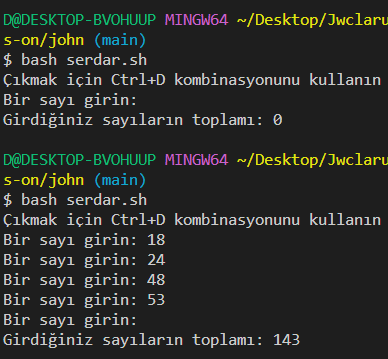 D@DESKTOP-BVOHUUP MINGW64 ~/Desktop/Jwclaru
s-on/john (main)
$ bash serdar.sh
Çıkmak için Ctrl+D kombinasyonunu kullanın
Bir sayı girin:
Girdiğiniz sayıların toplamı: 0
D@DESKTOP-BVOHUUP MINGW64 ~/Desktop/Jwclaru
s-on/john (main)
$ bash serdar.sh
Çıkmak için Ctrl+D kombinasyonunu kullanın
Bir sayı girin: 18
Bir sayı girin: 24
Bir sayı girin: 48
Bir sayı girin: 53
Bir sayı girin:
Girdiğiniz sayıların toplamı: 143